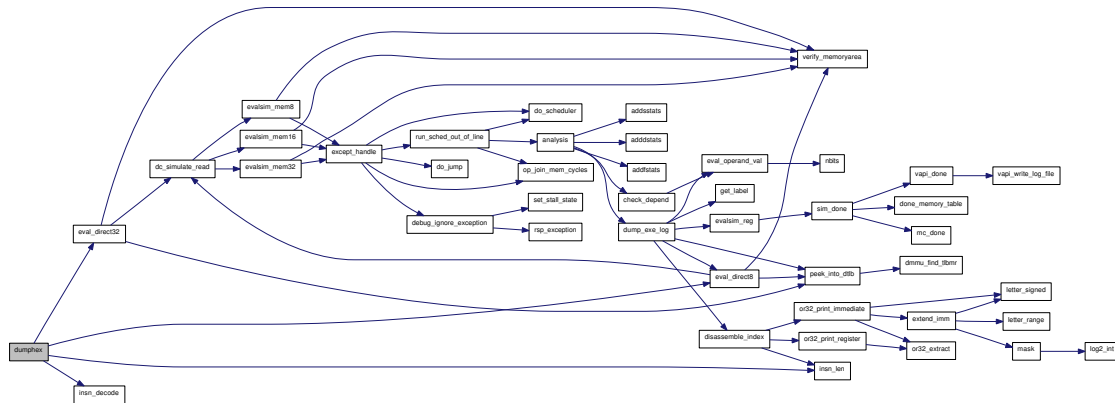 verify_memoryarea
evalsim_mem8
do_scheduler
addsstats
evalsim_mem16
run_sched_out_of_line
analysis
adddstats
except_handle
eval_operand_val
nbits
dc_simulate_read
evalsim_mem32
do_jump
op_join_mem_cycles
addfstats
vapi_done
vapi_write_log_file
get_label
set_stall_state
check_depend
sim_done
done_memory_table
debug_ignore_exception
evalsim_reg
eval_direct32
rsp_exception
dump_exe_log
mc_done
eval_direct8
peek_into_dtlb
dmmu_find_tlbmr
letter_signed
or32_print_immediate
extend_imm
letter_range
disassemble_index
or32_print_register
or32_extract
mask
log2_int
dumphex
insn_len
insn_decode